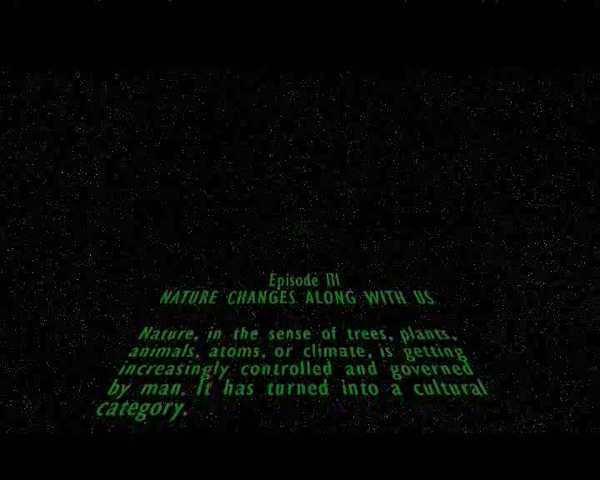 Episode III
NATURE CHANGES ALONG WITH US
Nature, in the sense of trees, plants,
animals, atoms, or climate, is getting
increasingly controlled and governed
by man. It has turned into a cultural
category.